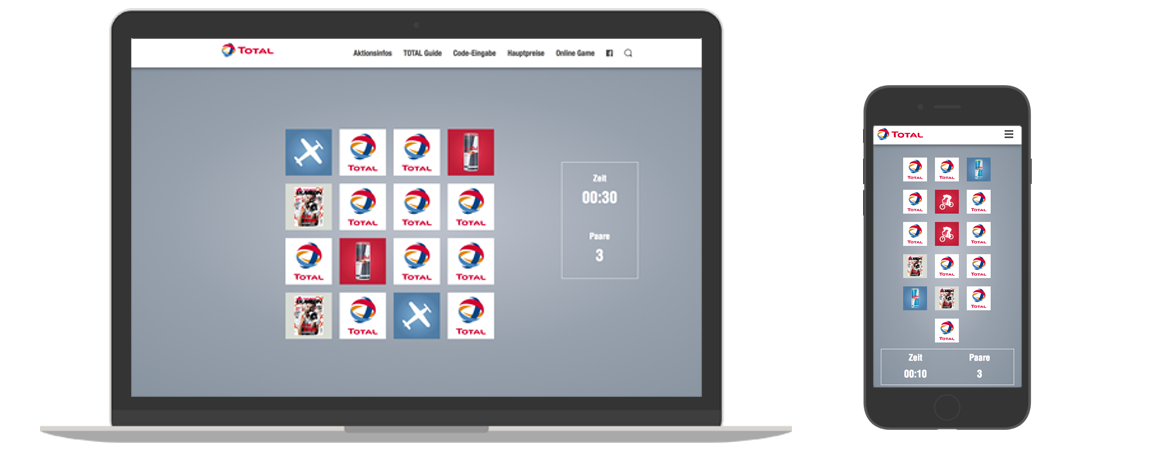 TOTAL
Aktionsinfos TOTAL Guide Code-Eingabe Hauptpreise Online Game
TOTAL TOTAL
Zeit
00:30
TOTAL TOTAL TOTAL
Paare
3
TOTAL TOTAL TOTAL
TOTAL TOTAL
TOTAL
TOTAL TOTAL
TOTAL TOTAL
TOTAL TOTAL
TOTAL TOTAL
TOTAL
TOTAL
Zeit Paare
00:10 3